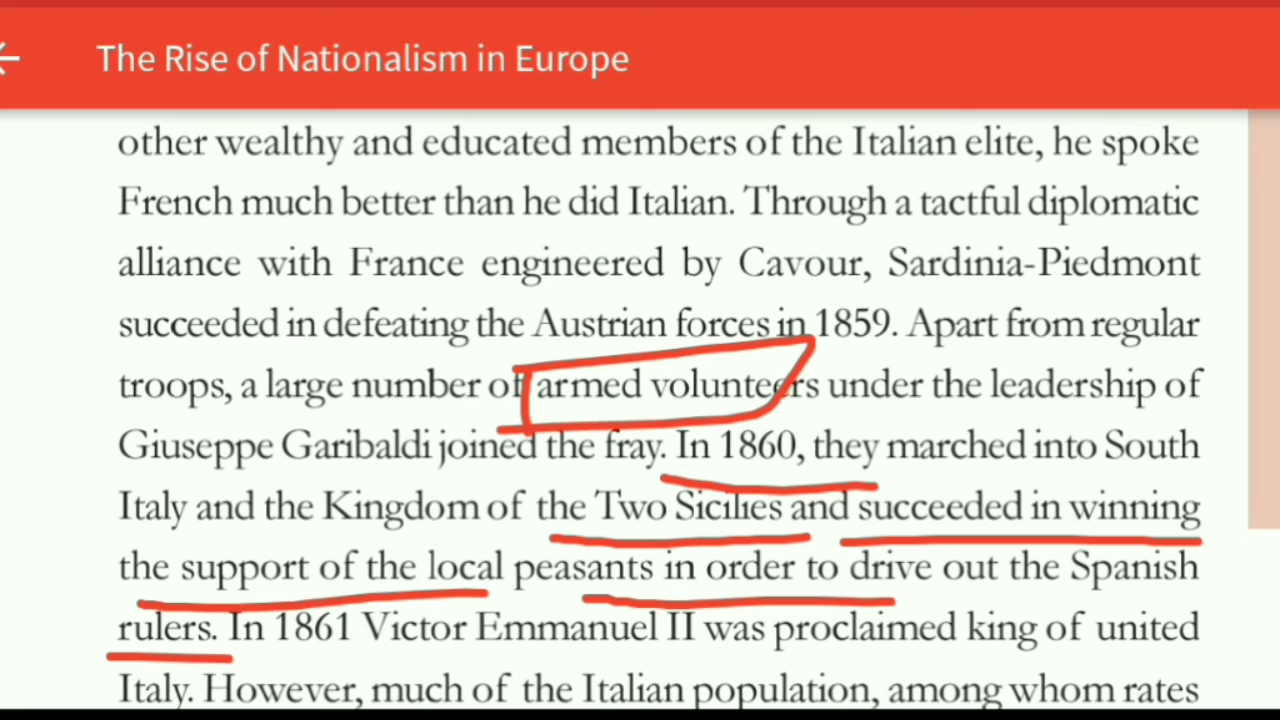 The Rise of Nationalism in Europe
other wealthy and educated members of the Italian elite, he spoke
French much better than he did Italian. Through a tactful diplomatic
alliance with France engineered by Cavour, Sardinia-Piedmont
succeeded in defeating the Austrian forces in 1859. Apart from regular
troops, a large number of armed volunteers under the leadership of
Giuseppe Garibaldi joined the fray. In 1860, they marched into South
Italy and the Kingdom of the Two Sicilies and succeeded in winning
the support of the local peasants in order to drive out the Spanish
rulers. In 1861 Victor Emmanuel II was proclaimed king of united
Italy. However, much of the Italian population, among whom rates